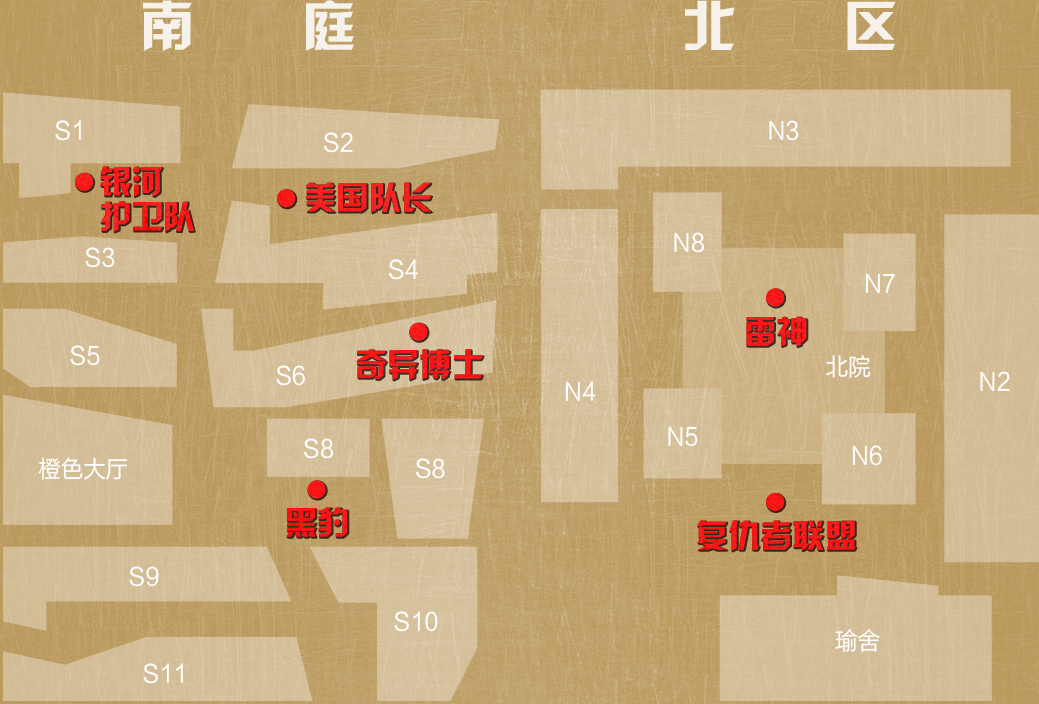 南庭
北区
S1
S2
N3
银河
护卫队
美国队长
S3
S4
N8
N7
雷神
奇异博士
S5
S6
北院
N4
N2
橙色大厅
S8
S8
N5
N6
黑豹
复仇者联盟
S9
S10
S11
瑜舍